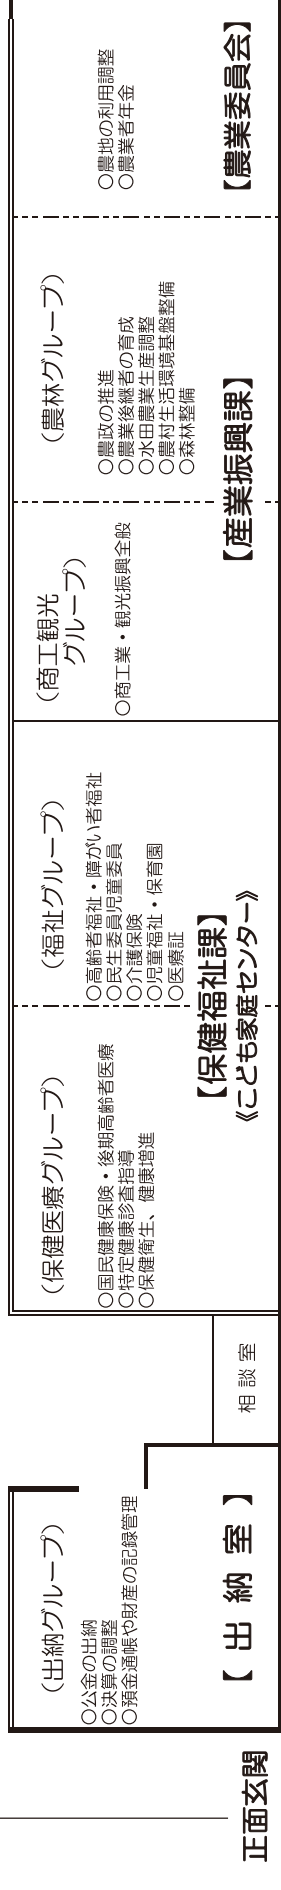 正面玄関
【 出 納 室 】
(出納グループ)
○公金の出納
○決算の調整
○預金通帳や財産の記録管理
相 談 室
【保健福祉課】
《こども家庭センター》
(保健医療グループ)
○国民健康保険・後期高齢者医療
○特定健康診査指導
○保健衛生、健康増進
(福祉グループ)
○高齢者福祉・障がい者福祉
○民生委員児童委員
○介護保険
○児童福祉・保育園
○医療証
【産業振興課】
(商工観光
グループ)
○商工業・観光振興全般
(農林グループ)
○農政の推進
○農業後継者の育成
○水田農業生産調整
○農村生活環境基盤整備
○森林整備
【農業委員会】
○農地の利用調整
○農業者年金